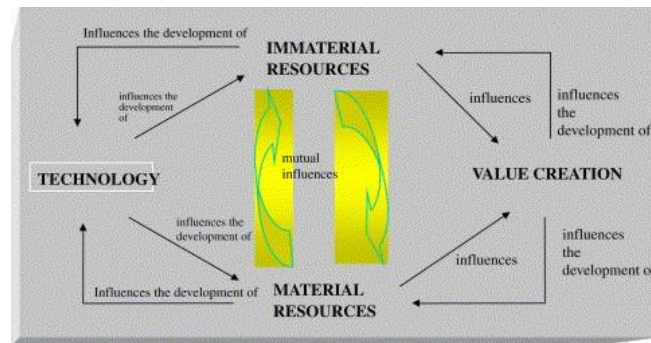 Influences the development of
IMMATERIAL
RESOURCES
influences the
development
of
influences
influences
the
development of
mutual
influences
TECHNOLOGY
VALUE CREATION
influences the
development of
influences
the
development o
influences
Influences the development of
MATERIAL
RESOURCES